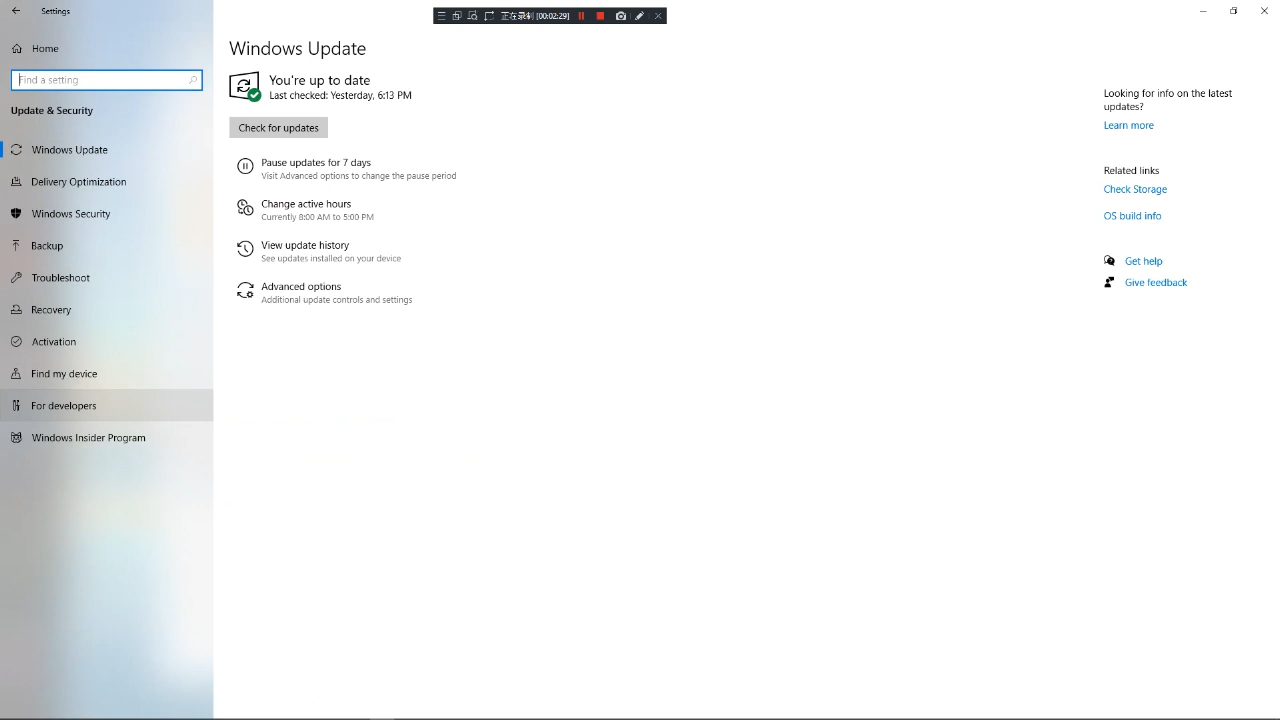 Settings
正在录制 [00:02:29]
Home
Find a setting
Update & Security
Windows Update
Delivery Optimization
Windows Security
Backup
Troubleshoot
Recovery
Activation
Find my device
For developers
Windows Insider Program
Windows Update
You're up to date
Last checked: Yesterday, 6:13 PM
Check for updates
Pause updates for 7 days
Visit Advanced options to change the pause period
Change active hours
Currently 8:00 AM to 5:00 PM
View update history
See updates installed on your device
Advanced options
Additional update controls and settings
Looking for info on the latest
updates?
Learn more
Related links
Check Storage
OS build info
Get help
Give feedback